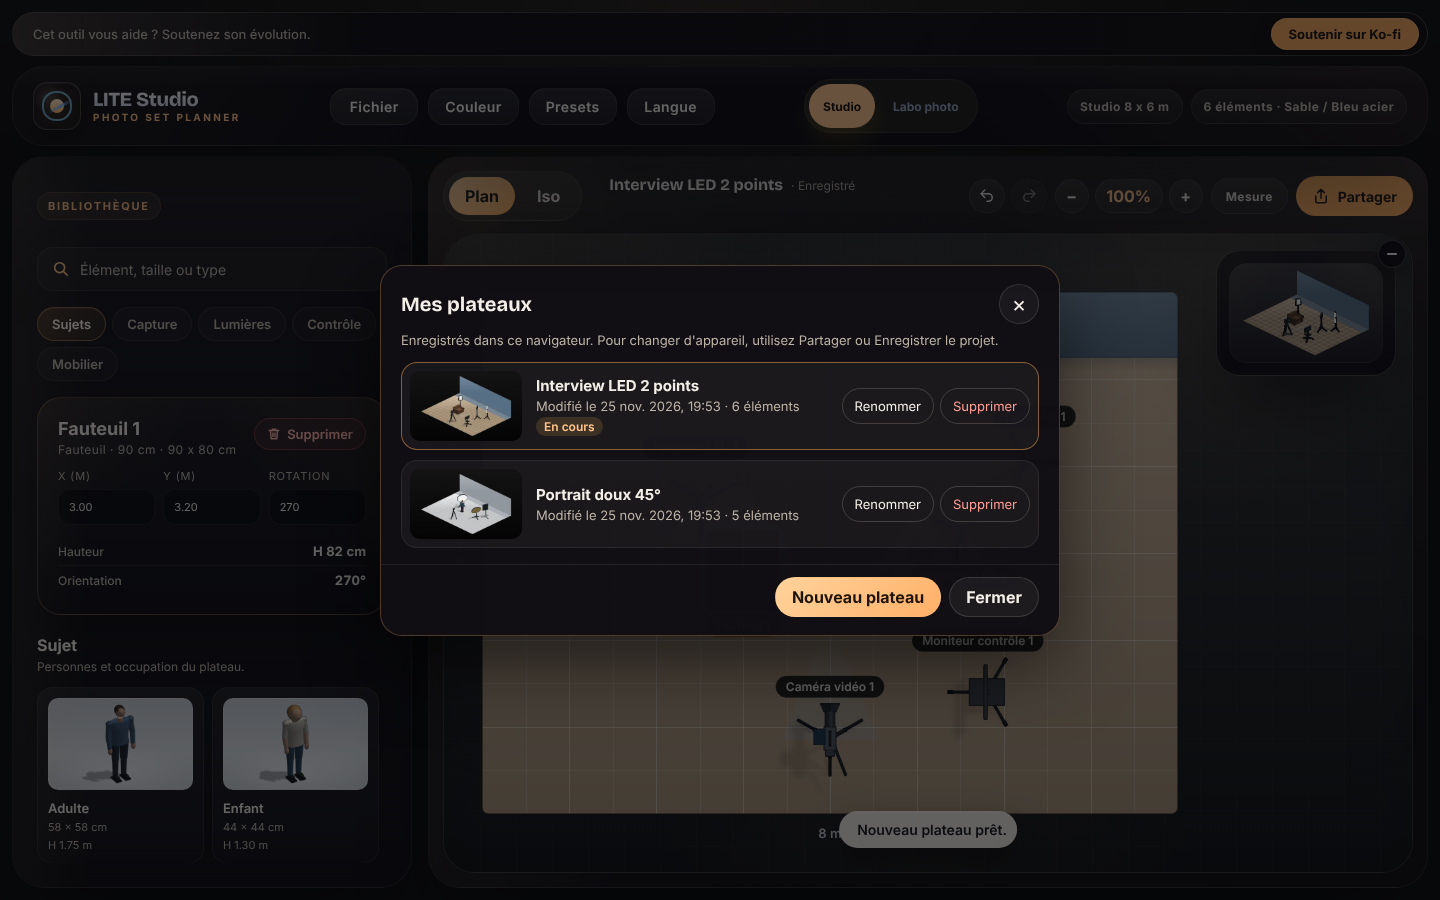 Cet outil vous aide ? Soutenez son évolution.
Soutenir sur Ko-fi
LITE Studio
PHOTO SET PLANNER
Fichier
Couleur
Presets
Langue
Studio
Labo photo
Studio 8 x 6 m
6 éléments · Sable / Bleu acier
BIBLIOTHÈQUE
Élément, taille ou type
Sujets
Capture
Lumières
Contrôle
Mobilier
Fauteuil 1
Fauteuil · 90 cm · 90 x 80 cm
Supprimer
X (M)
Y (M)
ROTATION
3.00
3.20
270
Hauteur
H 82 cm
Orientation
270°
Sujet
Personnes et occupation du plateau.
Adulte
58 × 58 cm
H 1.75 m
Enfant
44 × 44 cm
H 1.30 m
Plan
Iso
Interview LED 2 points · Enregistré
100%
Mesure
Partager
Mes plateaux
Enregistrés dans ce navigateur. Pour changer d'appareil, utilisez Partager ou Enregistrer le projet.
Interview LED 2 points
Modifié le 25 nov. 2026, 19:53 · 6 éléments
En cours
Renommer
Supprimer
Portrait doux 45°
Modifié le 25 nov. 2026, 19:53 · 5 éléments
Renommer
Supprimer
Nouveau plateau
Fermer
1
Moniteur contrôle 1
Caméra vidéo 1
8 m
Nouveau plateau prêt.